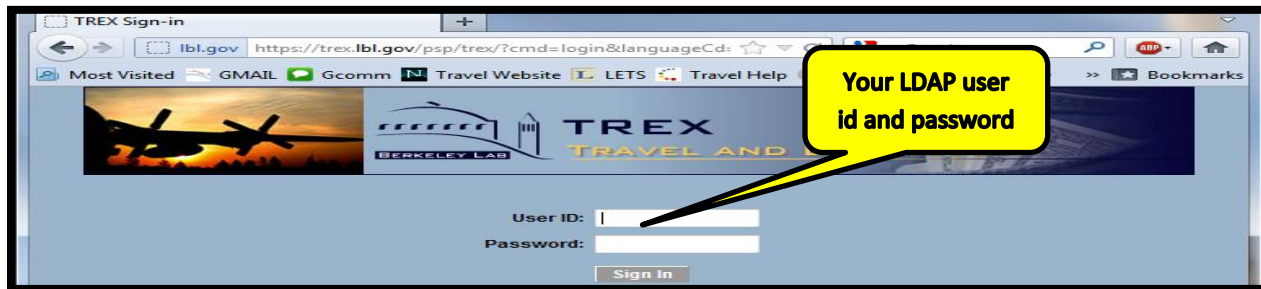 TREX Sign-in
lbl.gov https://trex.lbl.gov/psp/trex/?cmd=login&languageCd=
ABP
Most Visited GMAIL Gcomm N Travel Website L LETS Travel Help » Bookmarks
Your LDAP user
id and password
BERKELEY LAB
TREX
TRAVEL AND
User ID:
Password:
Sign In